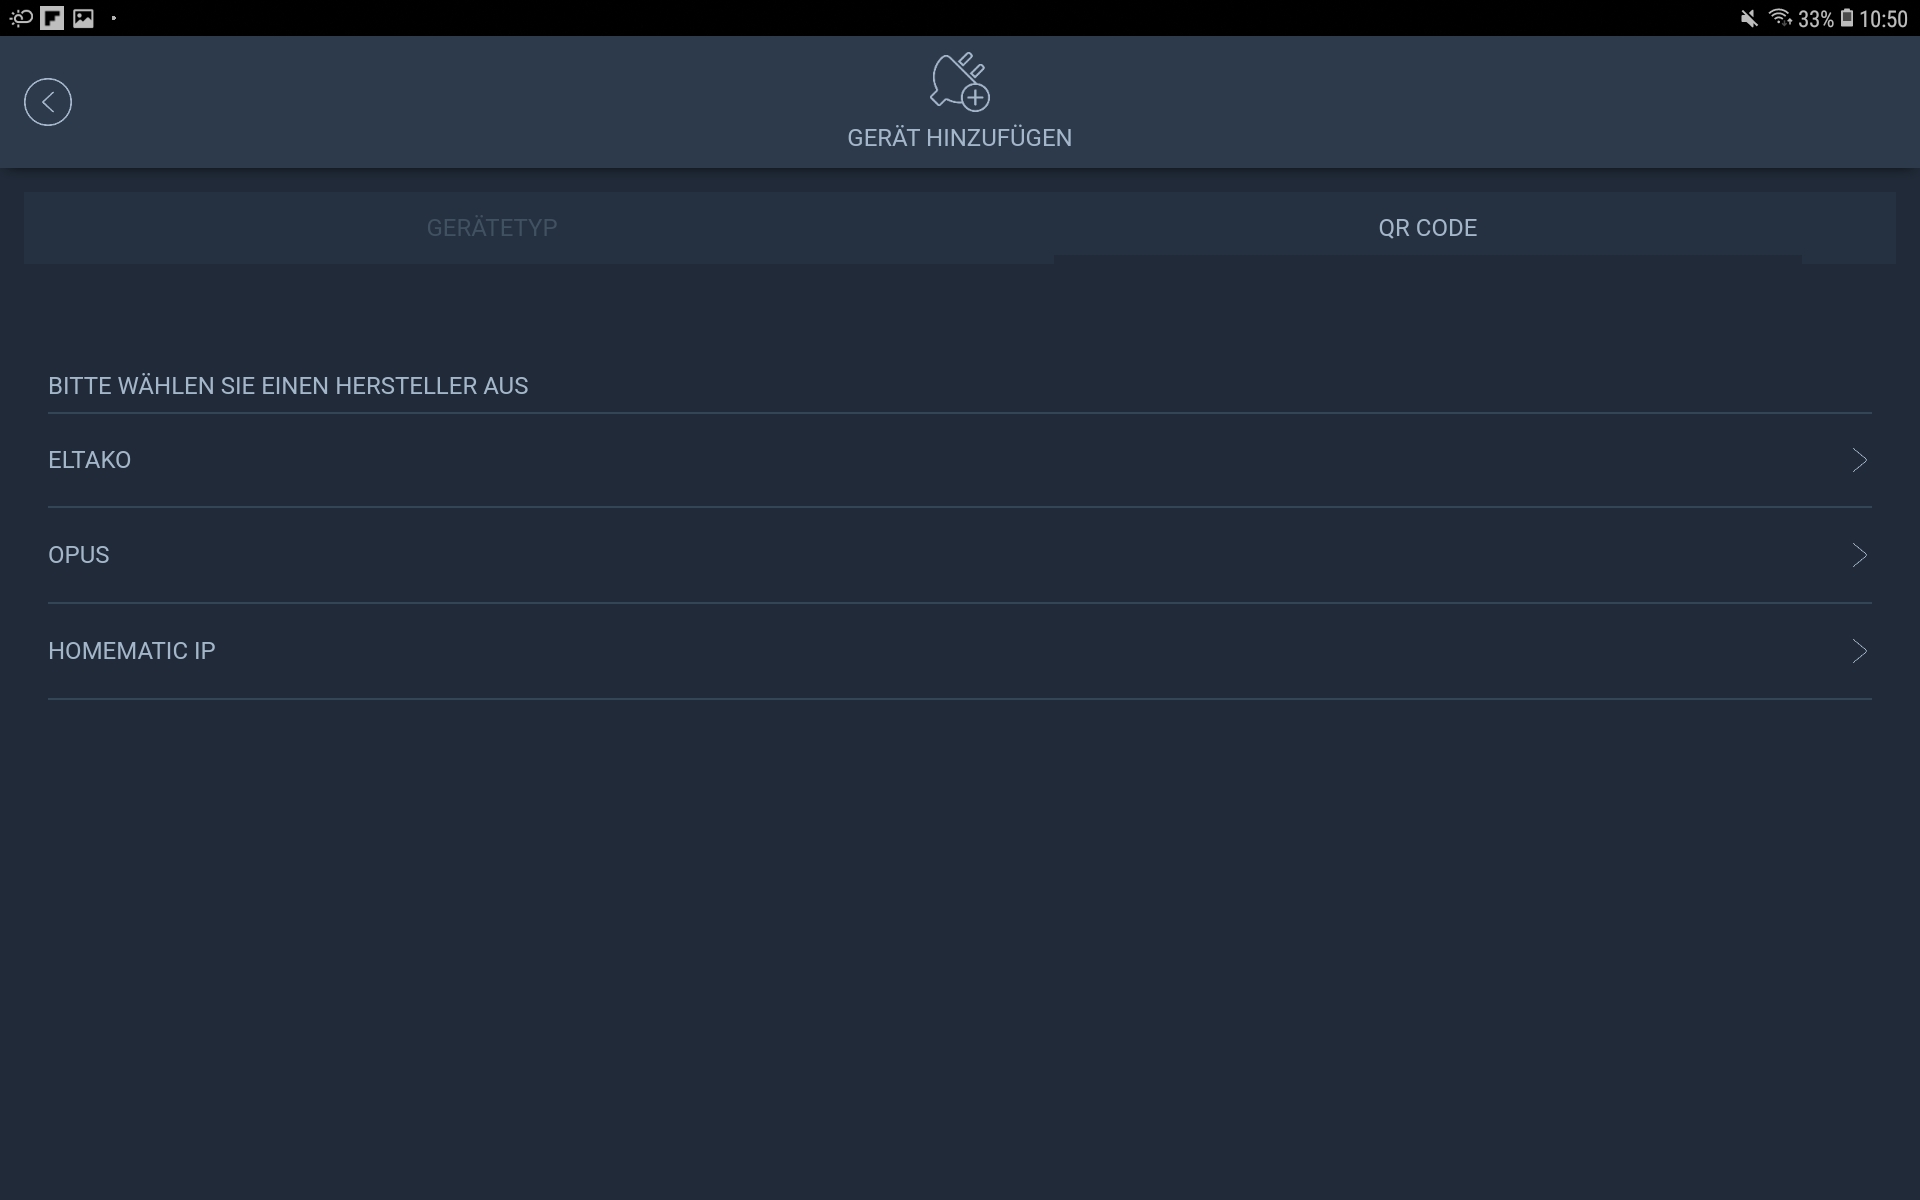 33% 10:50
GERÄT HINZUFÜGEN
GERÄTETYP QR CODE
BITTE WÄHLEN SIE EINEN HERSTELLER AUS
ELTAKO
OPUS
HOMEMATIC IP